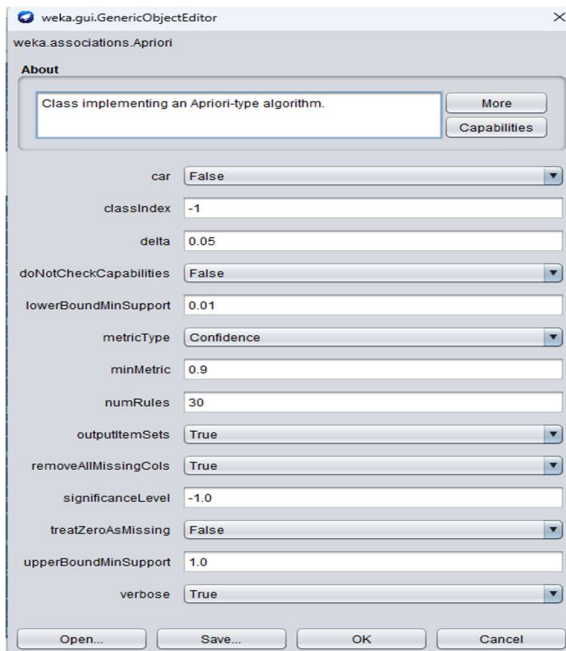 weka.gui.GenericObjectEditor
weka.associations.Apriori
About
Class implementing an Apriori-type algorithm.
More
Capabilities
car False
classIndex -1
delta 0.05
doNotCheckCapabilities False
lowerBoundMinSupport 0.01
metricType Confidence
minMetric 0.9
numRules 30
outputItemSets True
removeAllMissingCols True
significanceLevel -1.0
treatZeroAsMissing False
upperBoundMinSupport 1.0
verbose True
Open... Save... OK Cancel